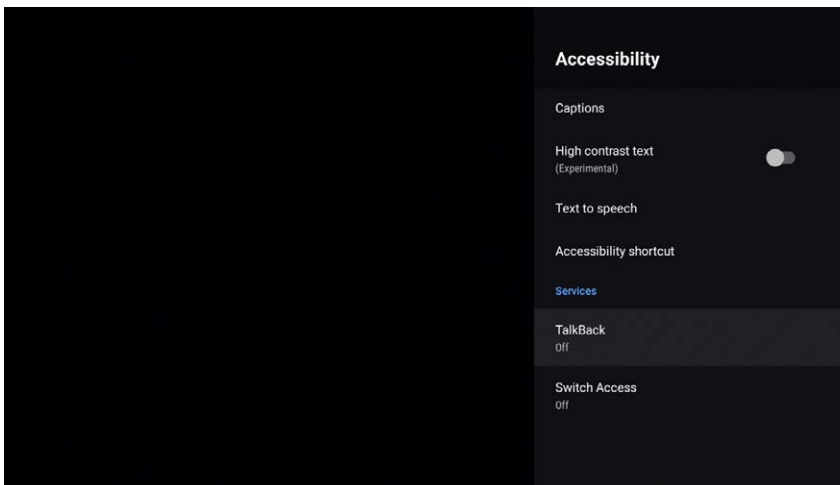 Accessibility
Captions
High contrast text
(Experimental)
Text to speech
Accessibility shortcut
Services
TalkBack
Off
Switch Access
Off